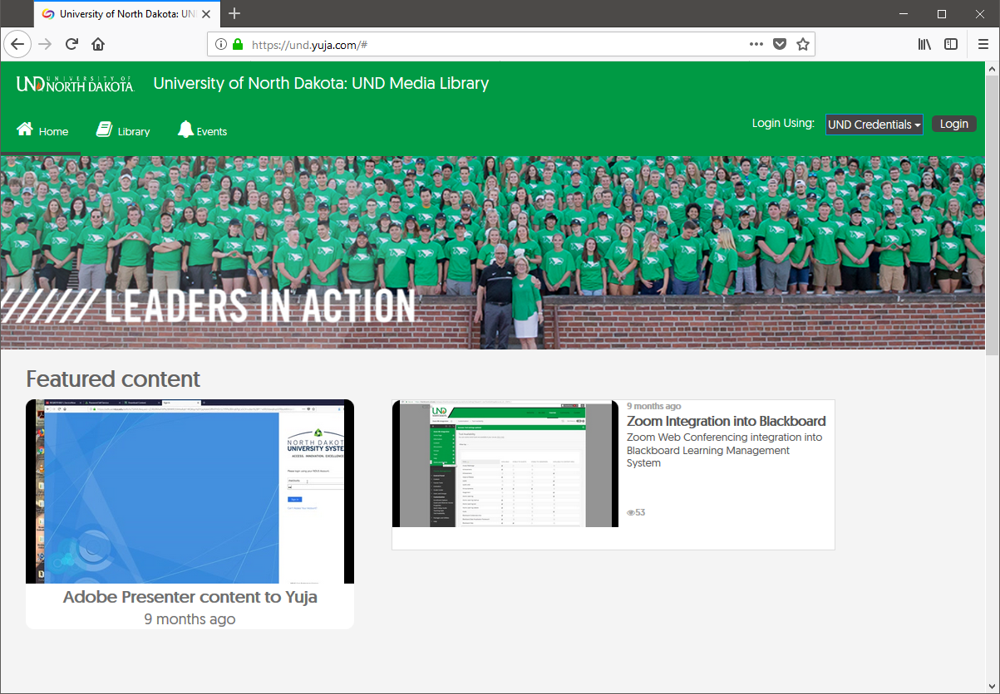 University of North Dakota: UN
https://und.yuja.com/#
UND UNIVERSITY OF
NORTH DAKOTA
University of North Dakota: UND Media Library
Home
Library
Events
Login Using:
UND Credentials
Login
LEADERS IN ACTION
Featured content
NORTH DAKOT
UNIVERSITY SYSTE
ACCESS. INNOVATION. EXCELLENCE
Adobe Presenter content to Yuja
9 months ago
UND
9 months ago
Zoom Integration into Blackboard
Zoom Web Conferencing integration into
Blackboard Learning Management
System
53